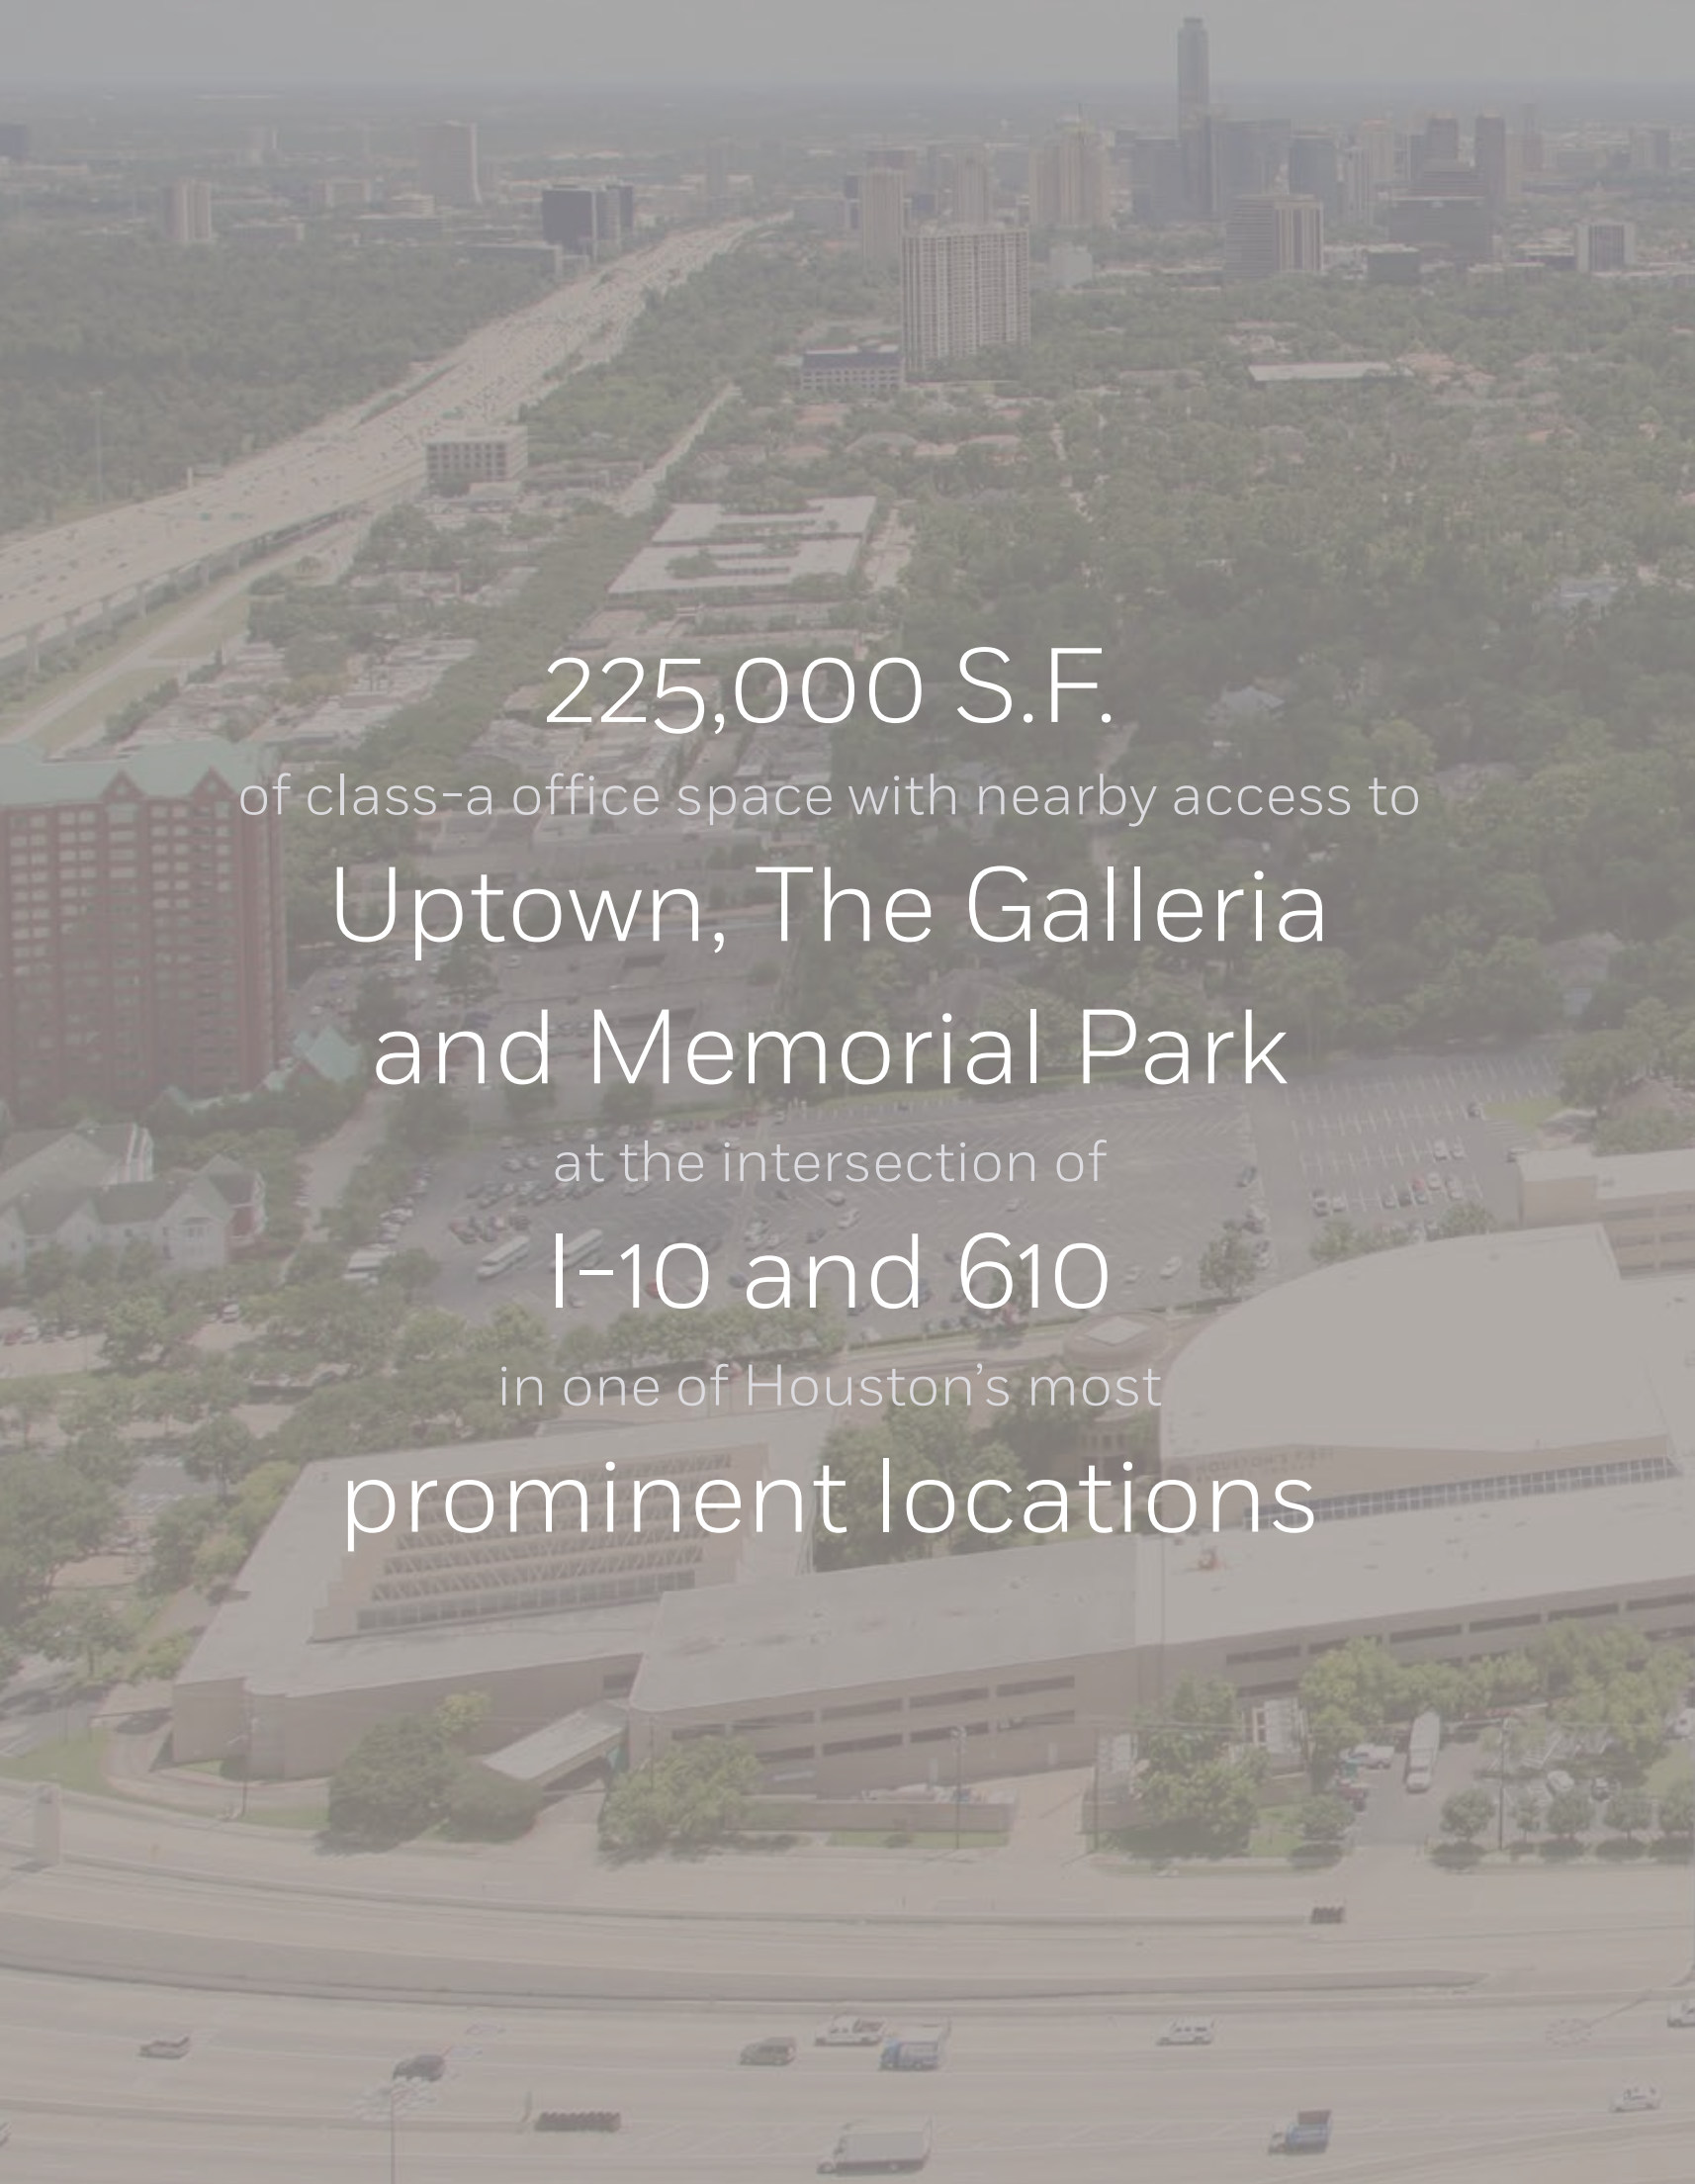 225,000 S.F.
of class-a office space with nearby access to
Uptown, The Galleria
and Memorial Park
at the intersection of
I-10 and 610
in one of Houston's most
prominent locations